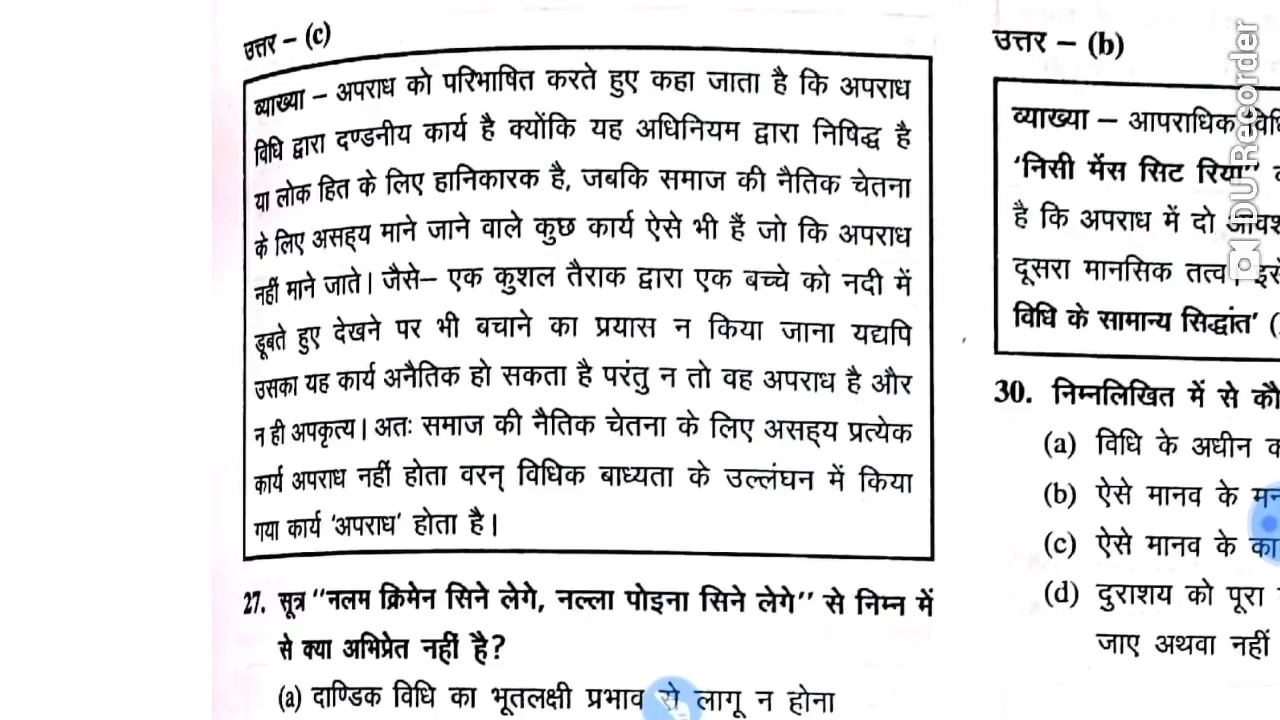 उत्तर – (c)
व्याख्या – अपराध को परिभाषित करते हुए कहा जाता है कि अपराध
विधि द्वारा दण्डनीय कार्य है क्योंकि यह अधिनियम द्वारा निषिद्ध है
या लोक हित के लिए हानिकारक है, जबकि समाज की नैतिक चेतना
के लिए असह्य माने जाने वाले कुछ कार्य ऐसे भी हैं जो कि अपराध
नहीं माने जाते। जैसे– एक कुशल तैराक द्वारा एक बच्चे को नदी में
डूबते हुए देखने पर भी बचाने का प्रयास न किया जाना यद्यपि
उसका यह कार्य अनैतिक हो सकता है परंतु न तो वह अपराध है और
न ही अपकृत्य। अतः समाज की नैतिक चेतना के लिए असह्य प्रत्येक
कार्य अपराध नहीं होता वरन् विधिक बाध्यता के उल्लंघन में किया
गया कार्य 'अपराध' होता है।
27. सूत्र "नलम क्रिमेन सिने लेगे, नल्ला पोइना सिने लेगे" से निम्न में
से क्या अभिप्रेत नहीं है?
(a) दाण्डिक विधि का भूतलक्षी प्रभाव से लागू न होना
उत्तर – (b)
व्याख्या – आपराधिक
'निसी मेंस सिट रिया"
है कि अपराध में दो
दूसरा मानसिक तत्व।
विधि के सामान्य सिद्धांत' (
30. निम्नलिखित में से
(a) विधि के अधीन
(b) ऐसे मानव के
(c) ऐसे मानव के
(d) दुराशय को पूरा
जाए अथवा नहीं
DU Recorder